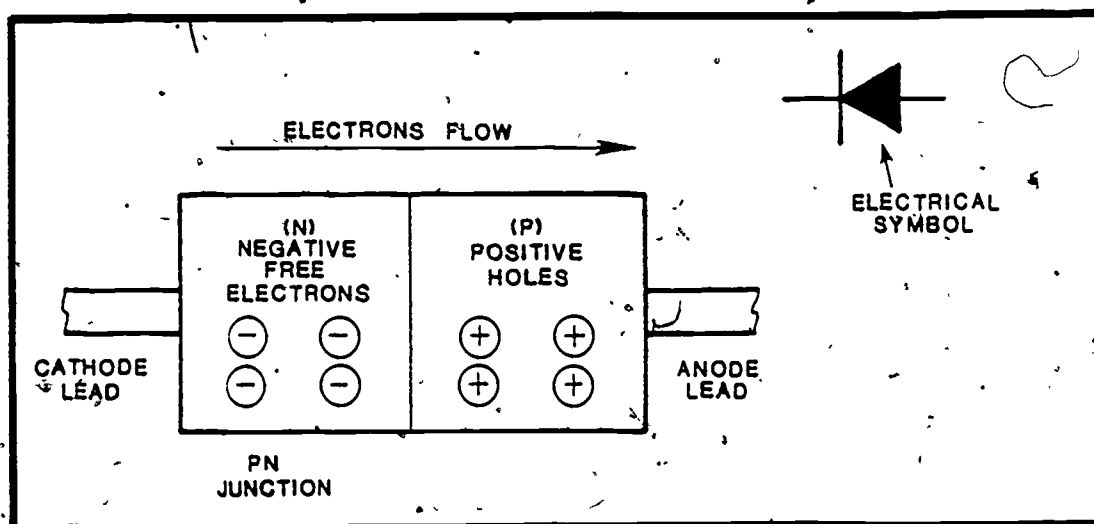 ELECTRONS FLOW
ELECTRICAL
SYMBOL
(N)
NEGATIVE
FREE
ELECTRONS
(P)
POSITIVE
HOLES
− −
− −
+ +
+ +
CATHODE
LEAD
ANODE
LEAD
PN
JUNCTION